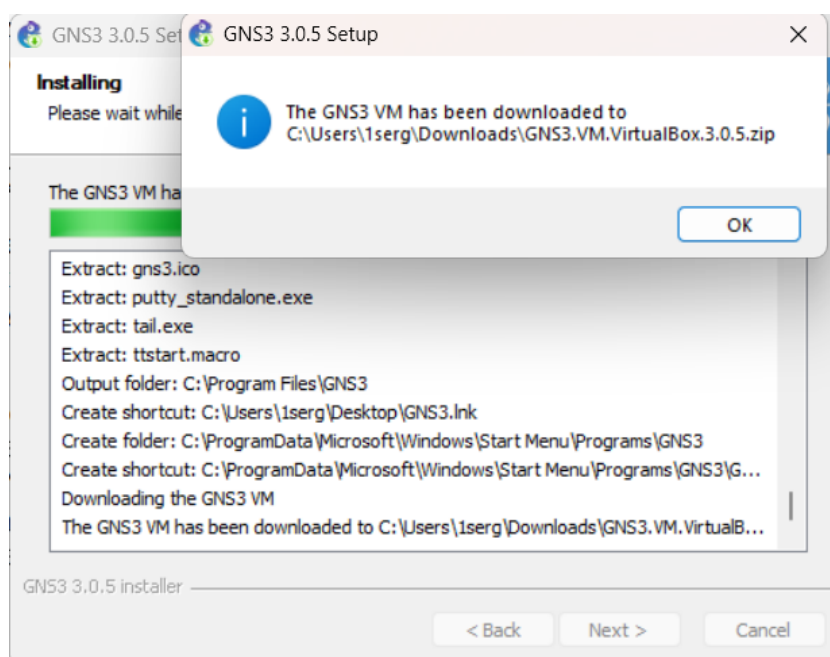 GNS3 3.0.5 Set
GNS3 3.0.5 Setup
Installing
Please wait while
The GNS3 VM has been downloaded to
C:\Users\1serg\Downloads\GNS3.VM.VirtualBox.3.0.5.zip
OK
The GNS3 VM ha
Extract: gns3.ico
Extract: putty_standalone.exe
Extract: tail.exe
Extract: ttstart.macro
Output folder: C:\Program Files\GNS3
Create shortcut: C:\Users\1serg\Desktop\GNS3.lnk
Create folder: C:\ProgramData\Microsoft\Windows\Start Menu\Programs\GNS3
Create shortcut: C:\ProgramData\Microsoft\Windows\Start Menu\Programs\GNS3\G...
Downloading the GNS3 VM
The GNS3 VM has been downloaded to C:\Users\1serg\Downloads\GNS3.VM.VirtualB...
GNS3 3.0.5 installer
< Back
Next >
Cancel